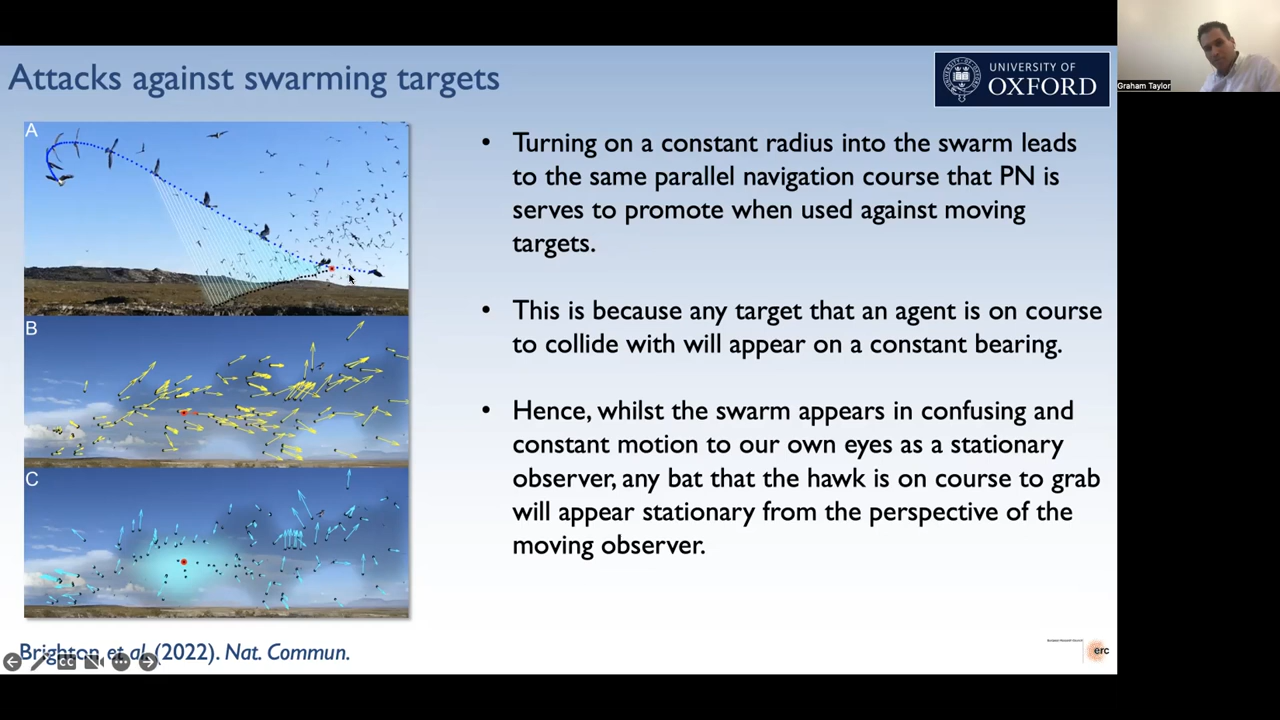 Attacks against swarming targets
UNIVERSITY OF
OXFORD
Graham Taylor
A
B
C
• Turning on a constant radius into the swarm leads
to the same parallel navigation course that PN is
serves to promote when used against moving
targets.
• This is because any target that an agent is on course
to collide with will appear on a constant bearing.
• Hence, whilst the swarm appears in confusing and
constant motion to our own eyes as a stationary
observer, any bat that the hawk is on course to grab
will appear stationary from the perspective of the
moving observer.
Brighton et al. (2022). Nat. Commun.
CC
erc